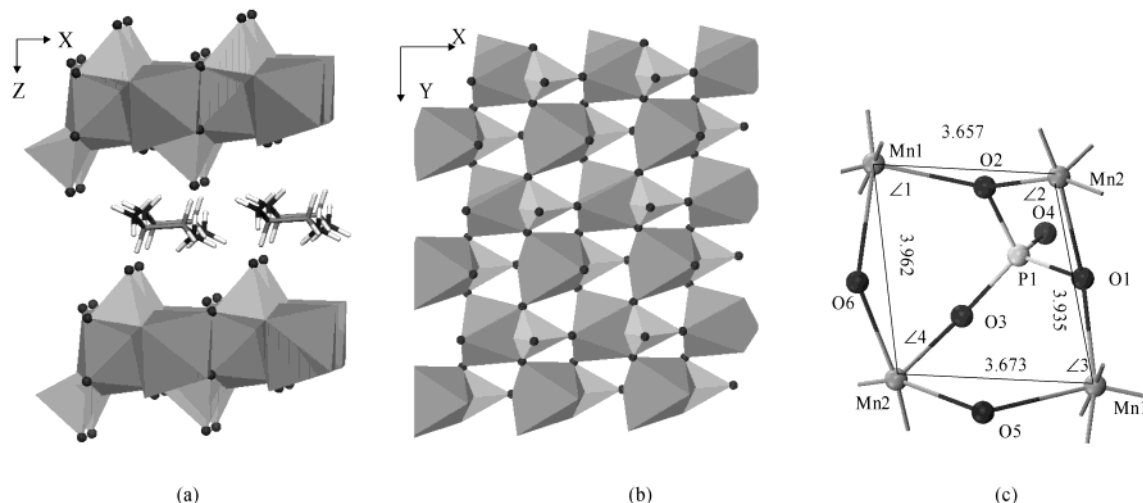 X
Z
X
Y
3.657
Mn1
O2
Mn2
∠1
∠2
O4
3.962
P1
O1
O6
O3
3.935
∠4
3.673
∠3
Mn2
Mn1
O5
(a)
(b)
(c)